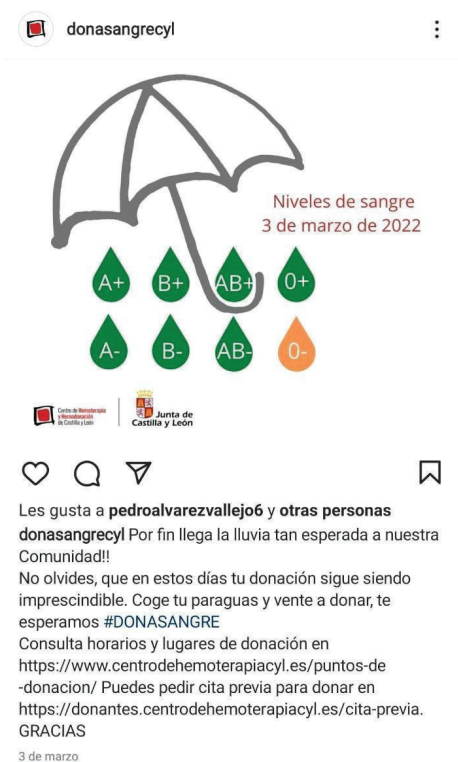 donasangrecyl
Niveles de sangre
3 de marzo de 2022
A+ B+ AB+ 0+
A- B- AB- 0-
Centro de Hemoterapia
y Hemodonación
de Castilla y León
Junta de
Castilla y León
Les gusta a pedroalvarezvallejo6 y otras personas
donasangrecyl Por fin llega la lluvia tan esperada a nuestra
Comunidad!!
No olvides, que en estos días tu donación sigue siendo
imprescindible. Coge tu paraguas y vente a donar, te
esperamos #DONASANGRE
Consulta horarios y lugares de donación en
https://www.centrodehemoterapiacyl.es/puntos-de
-donacion/ Puedes pedir cita previa para donar en
https://donantes.centrodehemoterapiacyl.es/cita-previa.
GRACIAS
3 de marzo